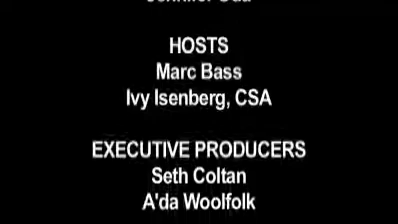 HOSTS
Marc Bass
Ivy Isenberg, CSA
EXECUTIVE PRODUCERS
Seth Coltan
A'da Woolfolk